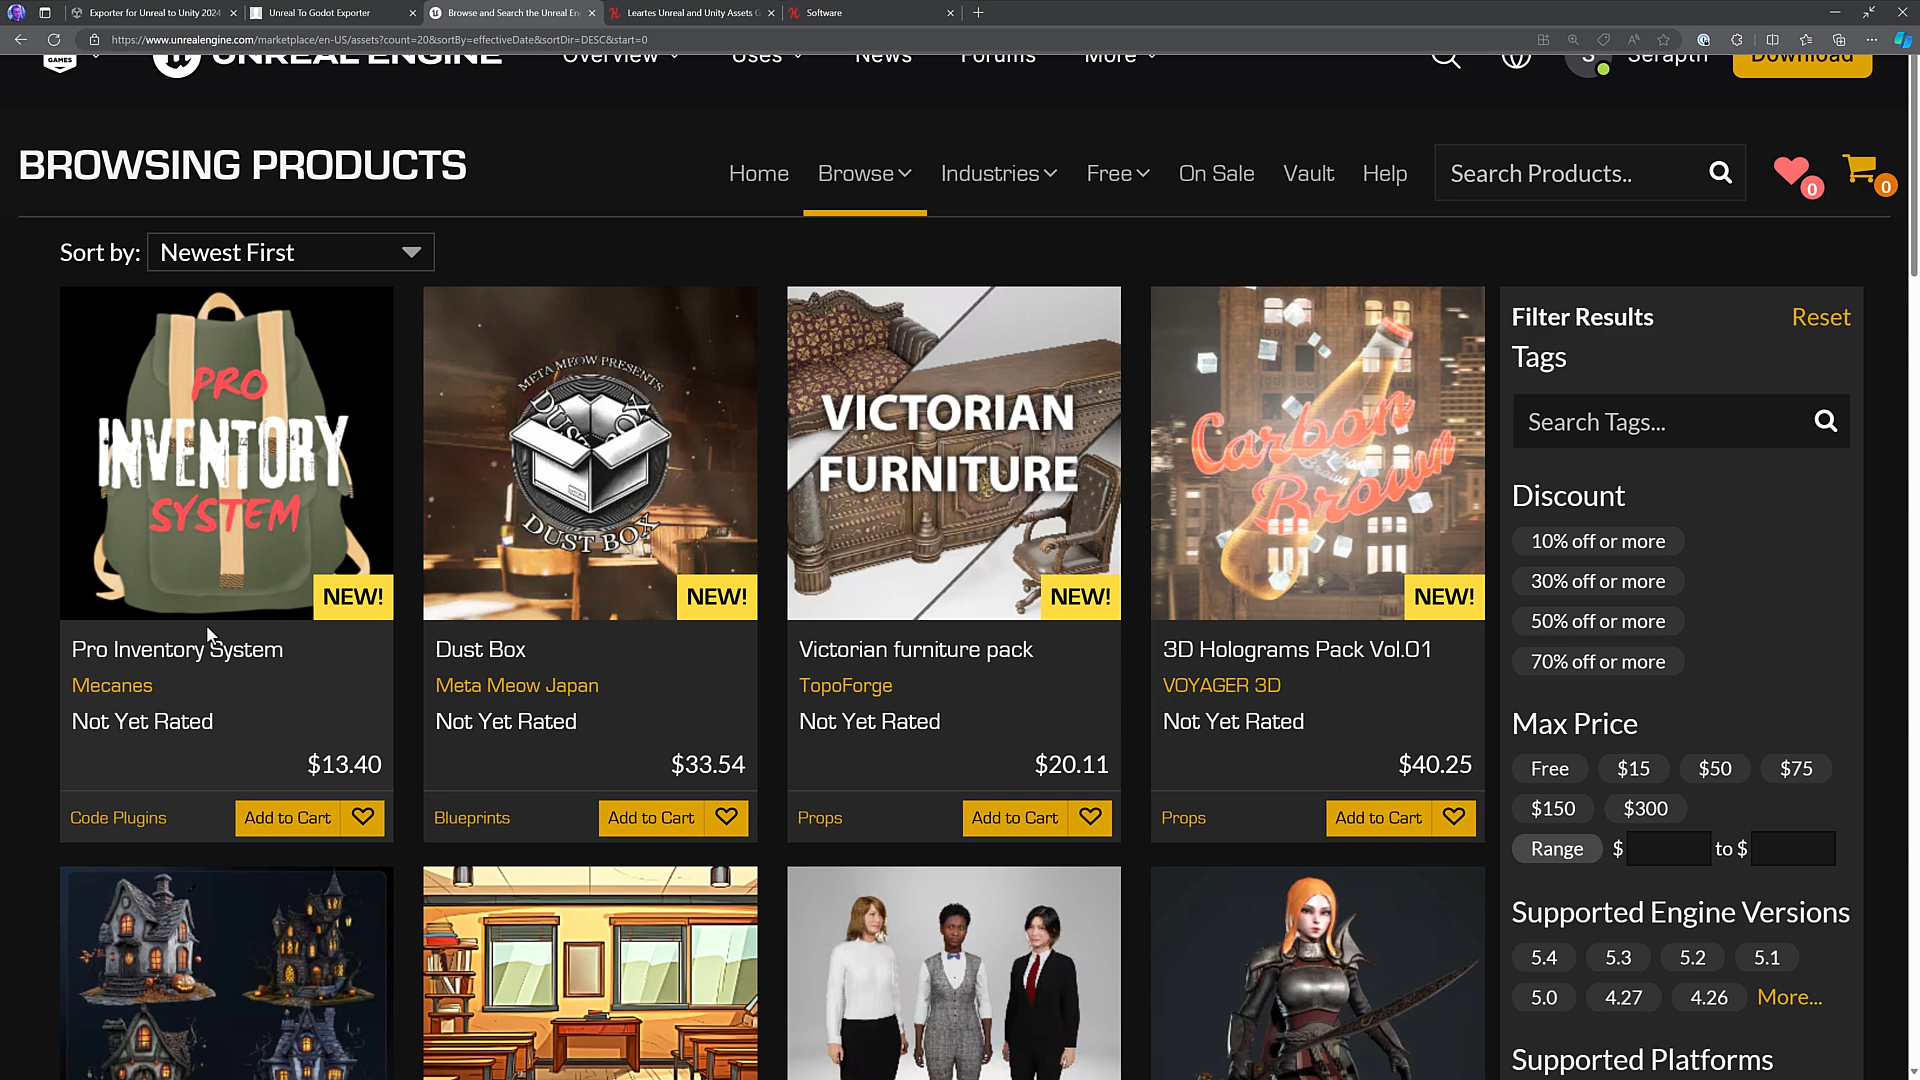 Exporter for Unreal to Unity 2024
Unreal To Godot Exporter
Browse and Search the Unreal En
Leartes Unreal and Unity Assets G
Software
https://www.unrealengine.com/marketplace/en-US/assets?count=20&sortBy=effectiveDate&sortDir=DESC&start=0
GAMES
UNREAL ENGINE
Overview
Uses
News
Forums
More
S
Serapth
Download
BROWSING PRODUCTS
Home
Browse
Industries
Free
On Sale
Vault
Help
Search Products..
0
0
Sort by:
Newest First
PRO
INVENTORY
SYSTEM
NEW!
META MEOW PRESENTS
DUST BOX
DUST BOX
NEW!
VICTORIAN
FURNITURE
NEW!
Carbon
Brown
NEW!
Pro Inventory System
Mecanes
Not Yet Rated
$13.40
Code Plugins
Add to Cart
Dust Box
Meta Meow Japan
Not Yet Rated
$33.54
Blueprints
Add to Cart
Victorian furniture pack
TopoForge
Not Yet Rated
$20.11
Props
Add to Cart
3D Holograms Pack Vol.01
VOYAGER 3D
Not Yet Rated
$40.25
Props
Add to Cart
Filter Results
Reset
Tags
Search Tags...
Discount
10% off or more
30% off or more
50% off or more
70% off or more
Max Price
Free
$15
$50
$75
$150
$300
Range
$
to $
Supported Engine Versions
5.4
5.3
5.2
5.1
5.0
4.27
4.26
More...
Supported Platforms